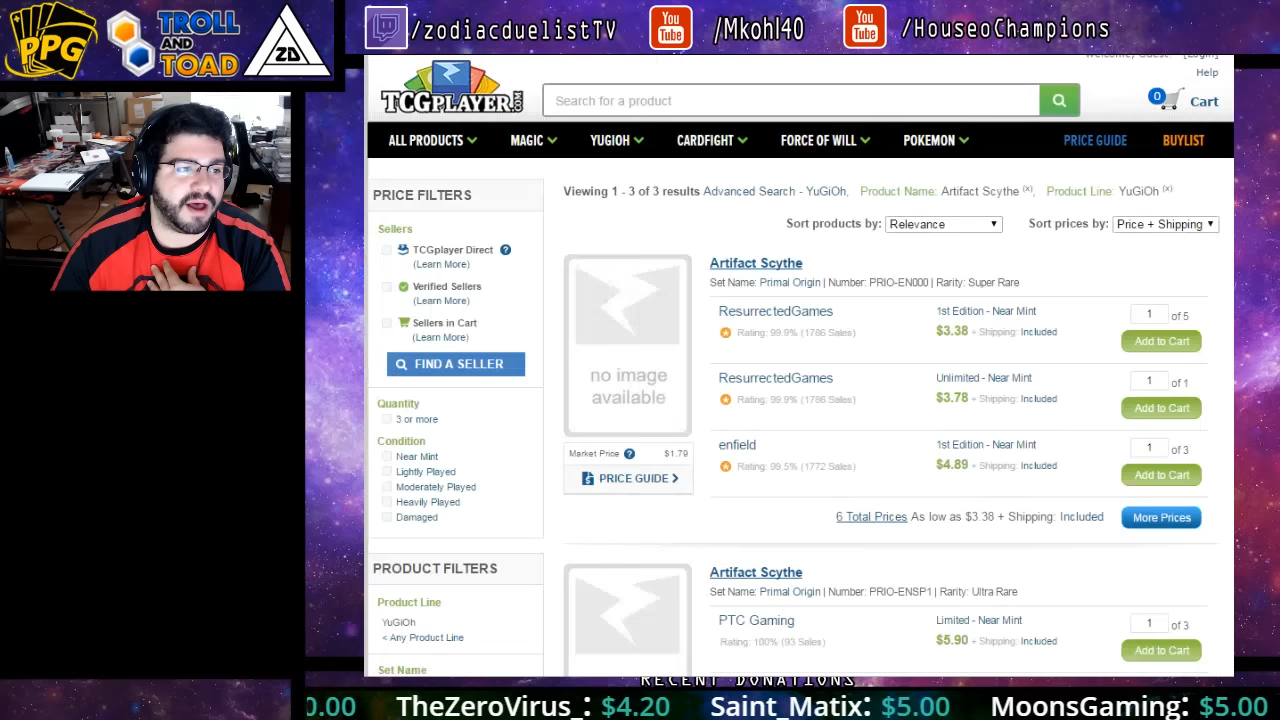 PPG
TROLL AND TOAD
ZD
/zodiacduelistTV
You Tube
/Mkohl40
You Tube
/HouseoChampions
TCGPLAYER.COM
Search for a product
Help
0
Cart
ALL PRODUCTS
MAGIC
YUGIOH
CARDFIGHT
FORCE OF WILL
POKEMON
PRICE GUIDE
BUYLIST
PRICE FILTERS
Sellers
TCGplayer Direct ?
(Learn More)
Verified Sellers
(Learn More)
Sellers in Cart
(Learn More)
FIND A SELLER
Quantity
3 or more
Condition
Near Mint
Lightly Played
Moderately Played
Heavily Played
Damaged
PRODUCT FILTERS
Product Line
YuGiOh
< Any Product Line
Set Name
Viewing 1 - 3 of 3 results Advanced Search - YuGiOh, Product Name: Artifact Scythe (x), Product Line: YuGiOh (x)
Sort products by: Relevance
Sort prices by: Price + Shipping
no image available
Market Price ? $1.79
PRICE GUIDE
Artifact Scythe
Set Name: Primal Origin | Number: PRIO-EN000 | Rarity: Super Rare
ResurrectedGames
Rating: 99.9% (1786 Sales)
1st Edition - Near Mint
$3.38 + Shipping: Included
1 of 5
Add to Cart
ResurrectedGames
Rating: 99.9% (1786 Sales)
Unlimited - Near Mint
$3.78 + Shipping: Included
1 of 1
Add to Cart
enfield
Rating: 99.5% (1772 Sales)
1st Edition - Near Mint
$4.89 + Shipping: Included
1 of 3
Add to Cart
6 Total Prices As low as $3.38 + Shipping: Included
More Prices
Artifact Scythe
Set Name: Primal Origin | Number: PRIO-ENSP1 | Rarity: Ultra Rare
PTC Gaming
Rating: 100% (93 Sales)
Limited - Near Mint
$5.90 + Shipping: Included
1 of 3
Add to Cart
RECENT DONATIONS
0.00 TheZeroVirus_: $4.20 Saint_Matix: $5.00 MoonsGaming: $5.00